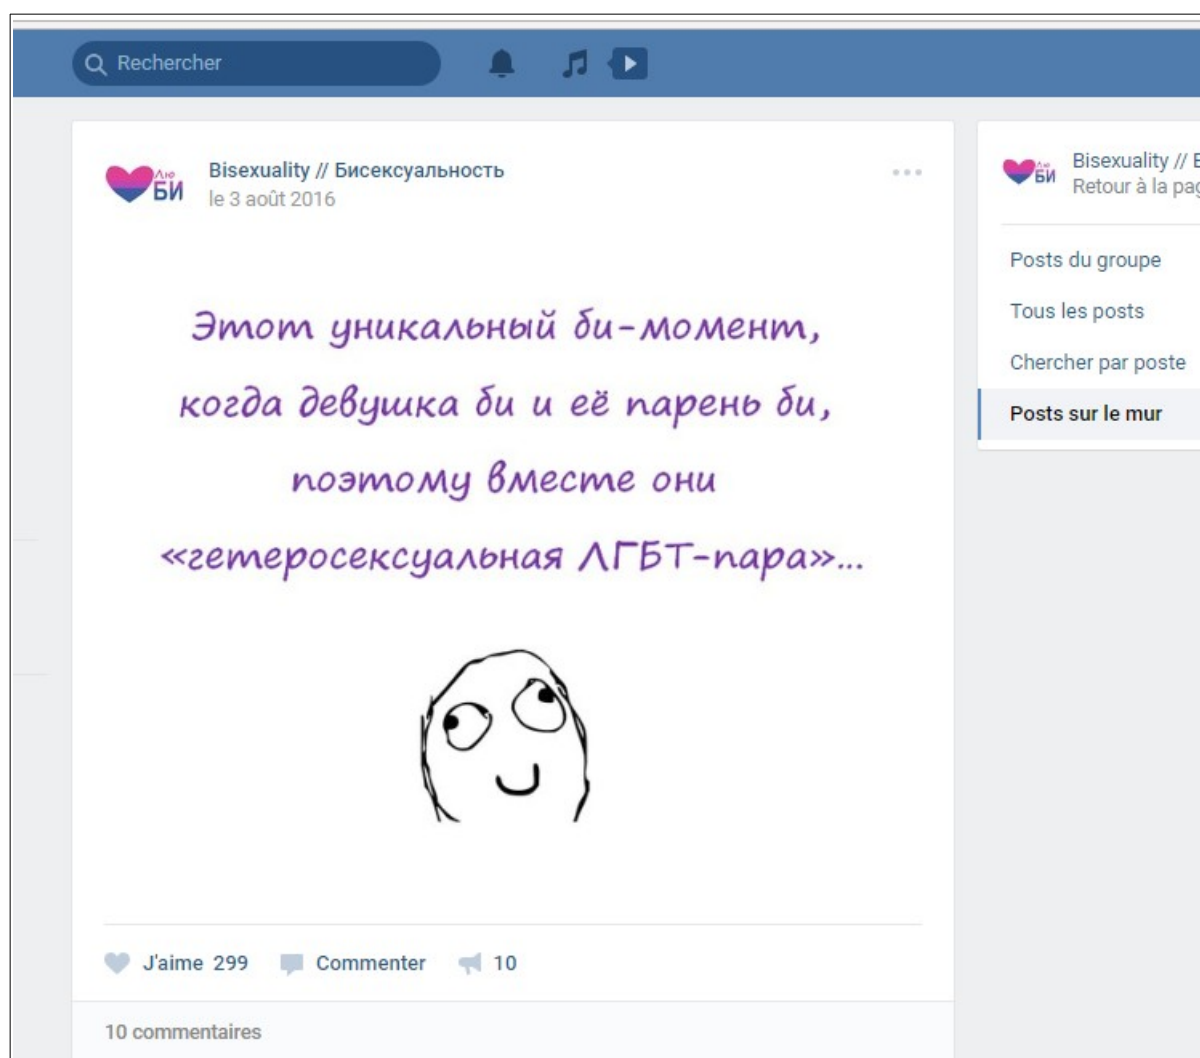 Rechercher
Bisexuality // Бисексуальность
le 3 août 2016
Лю
БИ
Этот уникальный би-момент,
когда девушка би и её парень би,
поэтому вместе они
«гетеросексуальная ЛГБТ-пара»...
J'aime 299 Commenter 10
10 commentaires
Лю
БИ
Bisexuality //
Retour à la
Posts du groupe
Tous les posts
Chercher par poste
Posts sur le mur